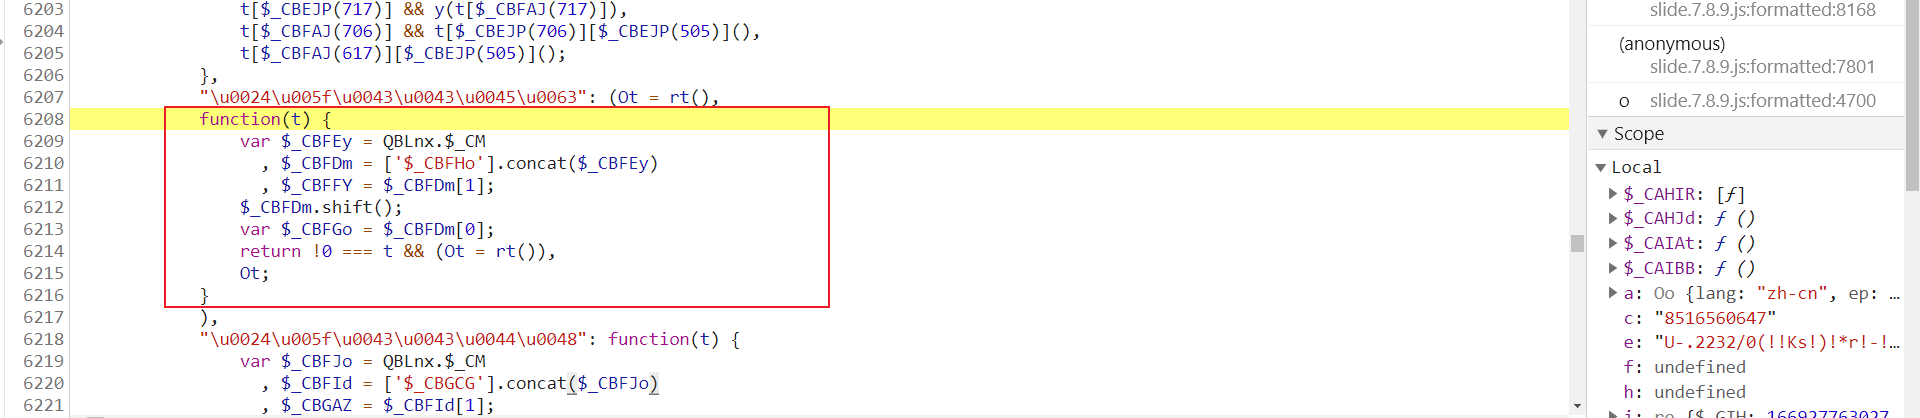 6203 t[$_CBEJP(717)] && y(t[$_CBFAJ(717)]),
6204 t[$_CBFAJ(706)] && t[$_CBEJP(706)][$_CBEJP(505)](),
6205 t[$_CBFAJ(617)][$_CBEJP(505)]();
6206 },
6207 "\u0024\u005f\u0043\u0043\u0045\u0063": (Ot = rt(),
6208 function(t) {
6209 var $_CBFEy = QBLnx.$_CM
6210 , $_CBFDm = ['$_CBFHo'].concat($_CBFEy)
6211 , $_CBFFY = $_CBFDm[1];
6212 $_CBFDm.shift();
6213 var $_CBFGo = $_CBFDm[0];
6214 return !0 === t && (Ot = rt()),
6215 Ot;
6216 }
6217 ),
6218 "\u0024\u005f\u0043\u0043\u0044\u0048": function(t) {
6219 var $_CBFJo = QBLnx.$_CM
6220 , $_CBFId = ['$_CBGCG'].concat($_CBFJo)
6221 , $_CBGAZ = $_CBFId[1];
slide.7.8.9.js:formatted:8168
(anonymous)
slide.7.8.9.js:formatted:7801
o slide.7.8.9.js:formatted:4700
Scope
Local
$_CAHIR: [ƒ]
$_CAHJd: ƒ ()
$_CAIAt: ƒ ()
$_CAIBB: ƒ ()
a: Oo {lang: "zh-cn", ep: …
c: "8516560647"
e: "U-.2232/0(!!Ks!)!*r!-!…
f: undefined
h: undefined
i: re {$_GIH: 166927763027